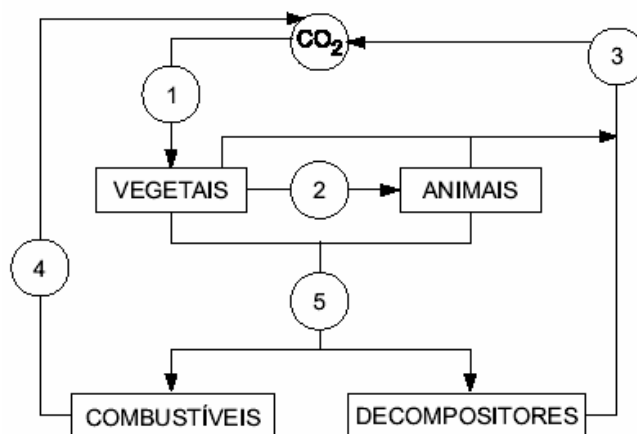 CO2
1
3
VEGETAIS
2
ANIMAIS
4
5
COMBUSTÍVEIS
DECOMPOSITORES